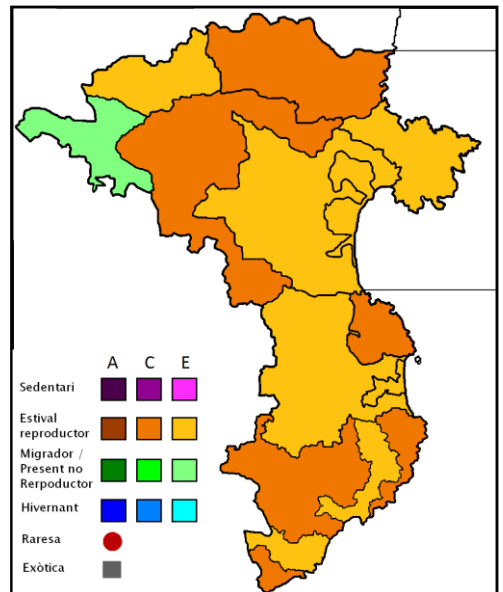 A C E
Sedentari
Estival
reproductor
Migrador /
Present no
Rerpoductor
Hivernant
Raresa
Exòtica